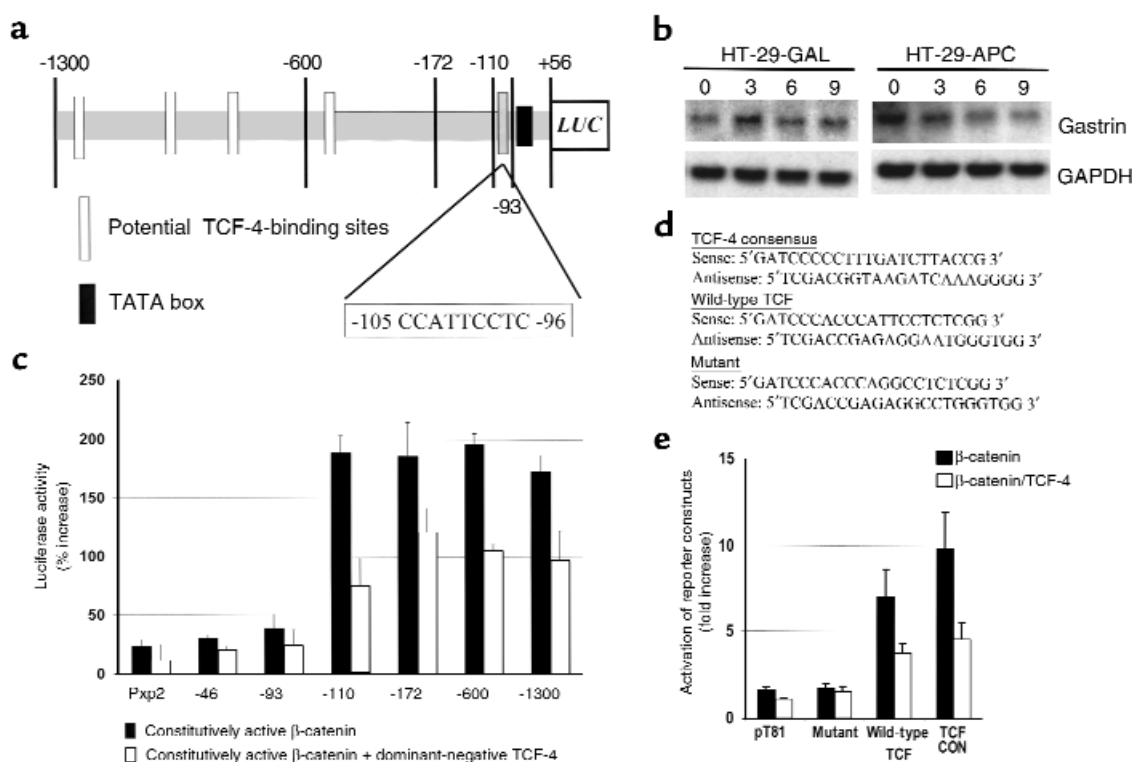 a
-1300
-600
-172
-110
+56
LUC
-93
Potential TCF-4-binding sites
TATA box
-105 CCATTCCTC -96
b
HT-29-GAL
HT-29-APC
0 3 6 9
0 3 6 9
Gastrin
GAPDH
c
250
200
150
100
50
0
Luciferase activity
(% increase)
Pxp2
-46
-93
-110
-172
-600
-1300
Constitutively active β-catenin
Constitutively active β-catenin + dominant-negative TCF-4
d
TCF-4 consensus
Sense: 5′GATCCCCCTTTGATCTTACCG 3′
Antisense: 5′TCGACGGTAAGATCAAAGGGG 3′
Wild-type TCF
Sense: 5′GATCCCACCCATTCCTCTCGG 3′
Antisense: 5′TCGACCGAGAGGAATGGGTGG 3′
Mutant
Sense: 5′GATCCCACCCAGGCCTCTCGG 3′
Antisense: 5′TCGACCGAGAGGCCTGGGTGG 3′
e
15
10
5
0
Activation of reporter constructs
(fold increase)
β-catenin
β-catenin/TCF-4
pT81
Mutant
Wild-type
TCF
TCF
CON